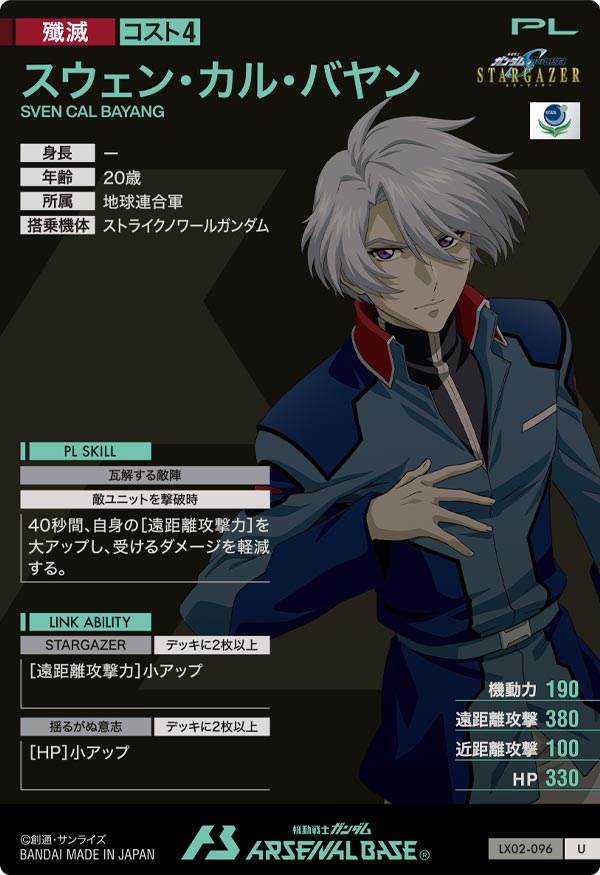 殲滅 コスト4 PL
スウェン・カル・バヤン
SVEN CAL BAYANG
STARGAZER
身長 ー
年齢 20歳
所属 地球連合軍
搭乗機体 ストライクノワールガンダム
PL SKILL
瓦解する敵陣
敵ユニットを撃破時
40秒間、自身の[遠距離攻撃力]を
大アップし、受けるダメージを軽減
する。
LINK ABILITY
STARGAZER デッキに2枚以上
[遠距離攻撃力]小アップ
揺るがぬ意志 デッキに2枚以上
[HP]小アップ
機動力 190
遠距離攻撃 380
近距離攻撃 100
HP 330
©創通・サンライズ
BANDAI MADE IN JAPAN
機動戦士ガンダム
ARSENAL BASE®
LX02-096 U